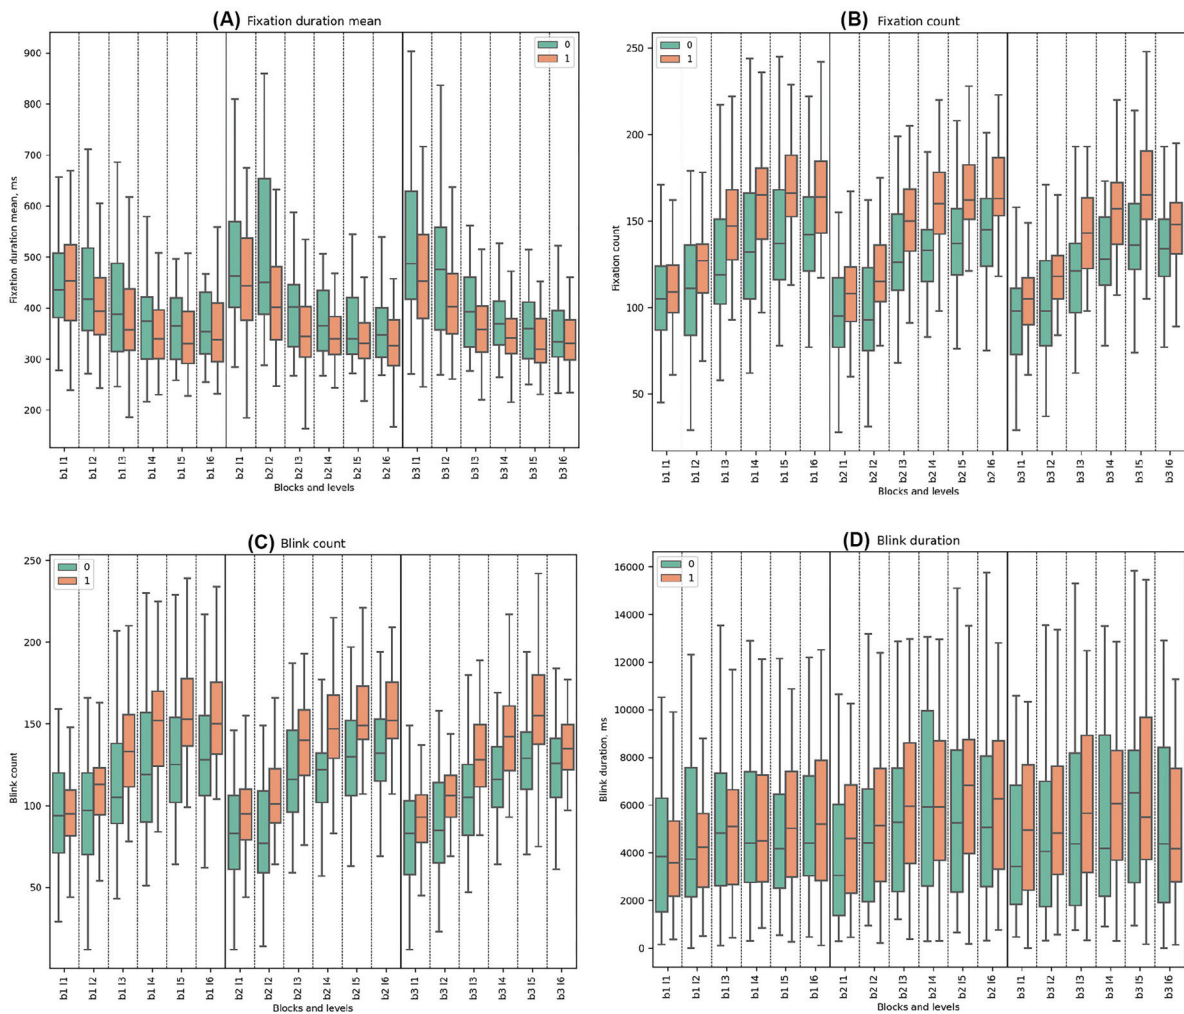 (A) Fixation duration mean
Fixation duration mean, ms
900
800
700
600
500
400
300
200
0
1
b1 l1 b1 l2 b1 l3 b1 l4 b1 l5 b1 l6 b2 l1 b2 l2 b2 l3 b2 l4 b2 l5 b2 l6 b3 l1 b3 l2 b3 l3 b3 l4 b3 l5 b3 l6
Blocks and levels
(B) Fixation count
Fixation count
250
200
150
100
50
0
1
b1 l1 b1 l2 b1 l3 b1 l4 b1 l5 b1 l6 b2 l1 b2 l2 b2 l3 b2 l4 b2 l5 b2 l6 b3 l1 b3 l2 b3 l3 b3 l4 b3 l5 b3 l6
Blocks and levels
(C) Blink count
Blink count
250
200
150
100
50
0
1
b1 l1 b1 l2 b1 l3 b1 l4 b1 l5 b1 l6 b2 l1 b2 l2 b2 l3 b2 l4 b2 l5 b2 l6 b3 l1 b3 l2 b3 l3 b3 l4 b3 l5 b3 l6
Blocks and levels
(D) Blink duration
Blink duration, ms
16000
14000
12000
10000
8000
6000
4000
2000
0
0
1
b1 l1 b1 l2 b1 l3 b1 l4 b1 l5 b1 l6 b2 l1 b2 l2 b2 l3 b2 l4 b2 l5 b2 l6 b3 l1 b3 l2 b3 l3 b3 l4 b3 l5 b3 l6
Blocks and levels